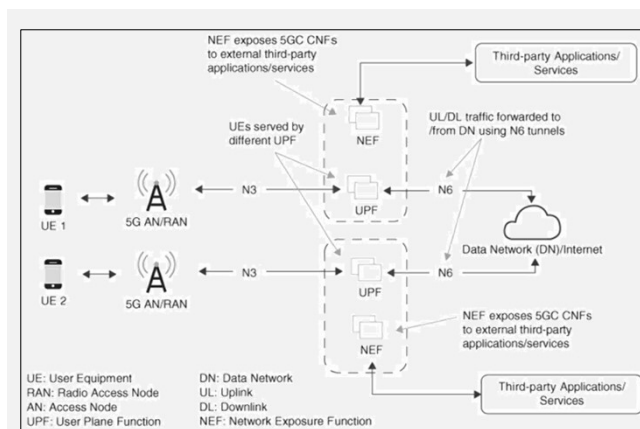 NEF exposes 5GC CNFs
to external third-party
applications/services
Third-party Applications/
Services
UEs served by
different UPF
NEF
UL/DL traffic forwarded to
/from DN using N6 tunnels
UE 1
5G AN/RAN
N3
UPF
N6
Data Network (DN)/Internet
UE 2
5G AN/RAN
N3
UPF
N6
NEF
NEF exposes 5GC CNFs
to external third-party
applications/services
Third-party Applications/
Services
UE: User Equipment
RAN: Radio Access Node
AN: Access Node
UPF: User Plane Function
DN: Data Network
UL: Uplink
DL: Downlink
NEF: Network Exposure Function